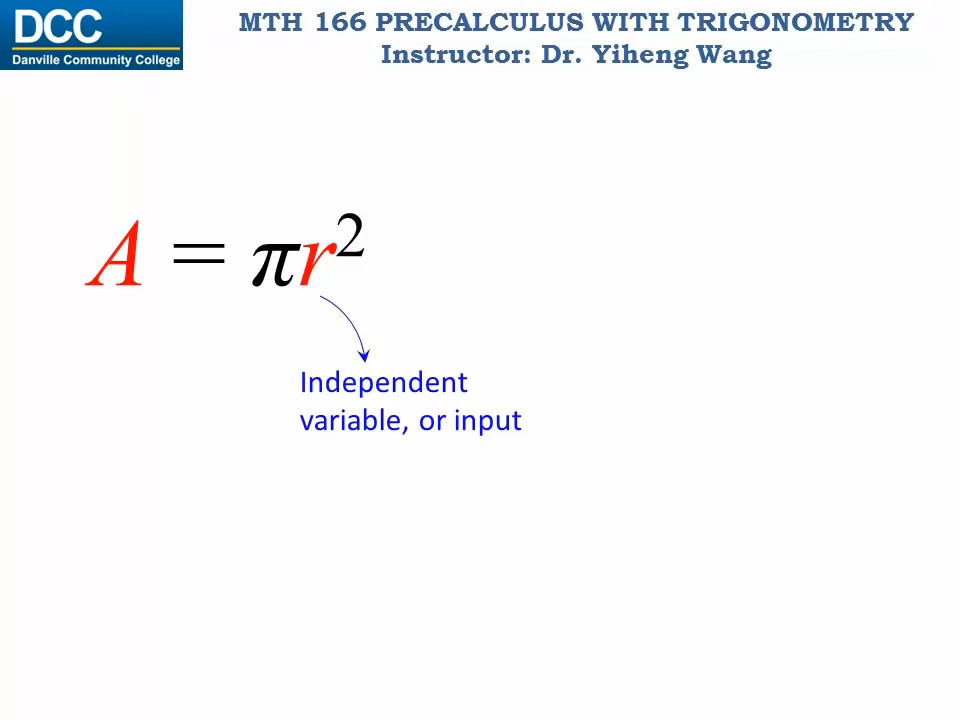 DCC
Danville Community College
MTH 166 PRECALCULUS WITH TRIGONOMETRY
Instructor: Dr. Yiheng Wang
A = πr²
Independent
variable, or input